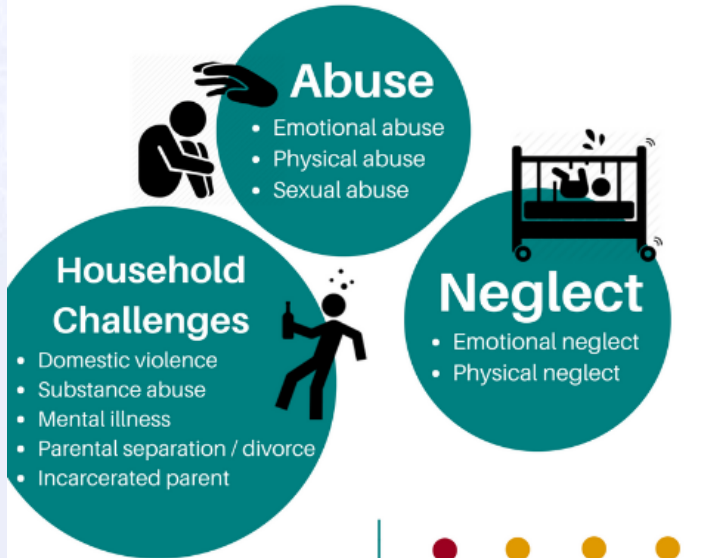 Abuse
• Emotional abuse
• Physical abuse
• Sexual abuse
Household
Challenges
• Domestic violence
• Substance abuse
• Mental illness
• Parental separation / divorce
• Incarcerated parent
Neglect
• Emotional neglect
• Physical neglect